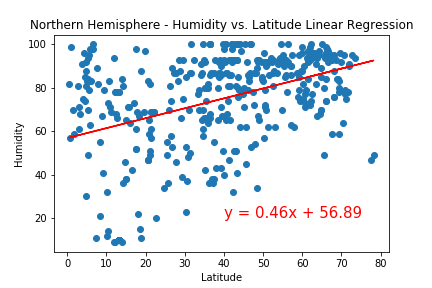 Northern Hemisphere - Humidity vs. Latitude Linear Regression
100
80
60
40
20
Humidity
y = 0.46x + 56.89
0 10 20 30 40 50 60 70 80
Latitude